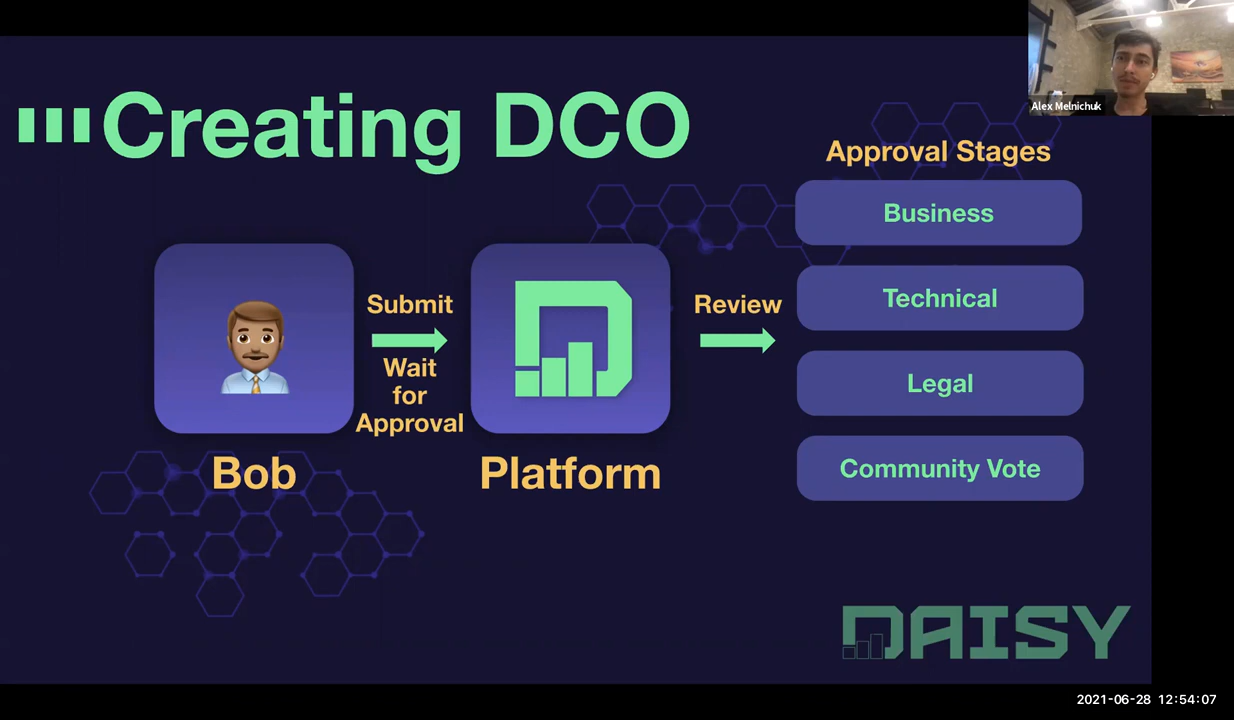 Alex Melnichuk
Creating DCO
Approval Stages
Business
Technical
Legal
Community Vote
Submit
Wait
for
Approval
Review
Bob
Platform
DAISY
2021-06-28 12:54:07